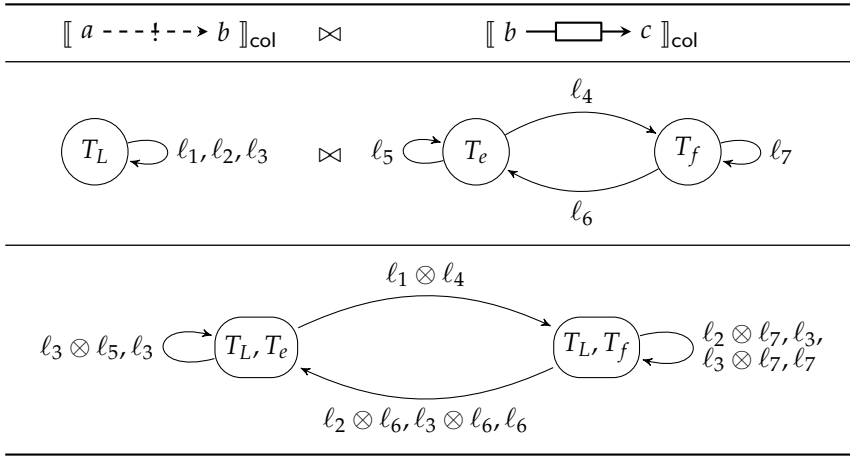 ⟦ a - - -!- - -> b ⟧col ⋈ ⟦ b —▭—> c ⟧col
ℓ4
T_L ℓ1, ℓ2, ℓ3 ⋈ ℓ5 T_e T_f ℓ7
ℓ6
ℓ1 ⊗ ℓ4
ℓ3 ⊗ ℓ5, ℓ3 T_L, T_e T_L, T_f ℓ2 ⊗ ℓ7, ℓ3,
ℓ3 ⊗ ℓ7, ℓ7
ℓ2 ⊗ ℓ6, ℓ3 ⊗ ℓ6, ℓ6